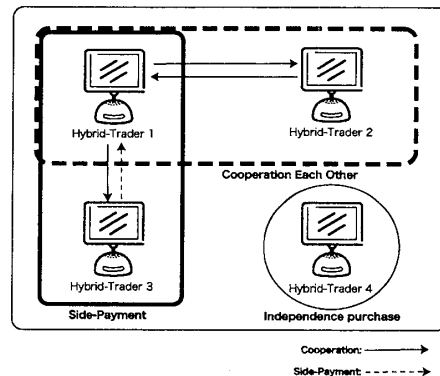 Hybrid-Trader 1
Hybrid-Trader 2
Cooperation Each Other
Hybrid-Trader 3
Hybrid-Trader 4
Side-Payment
Independence purchase
Cooperation:
Side-Payment: